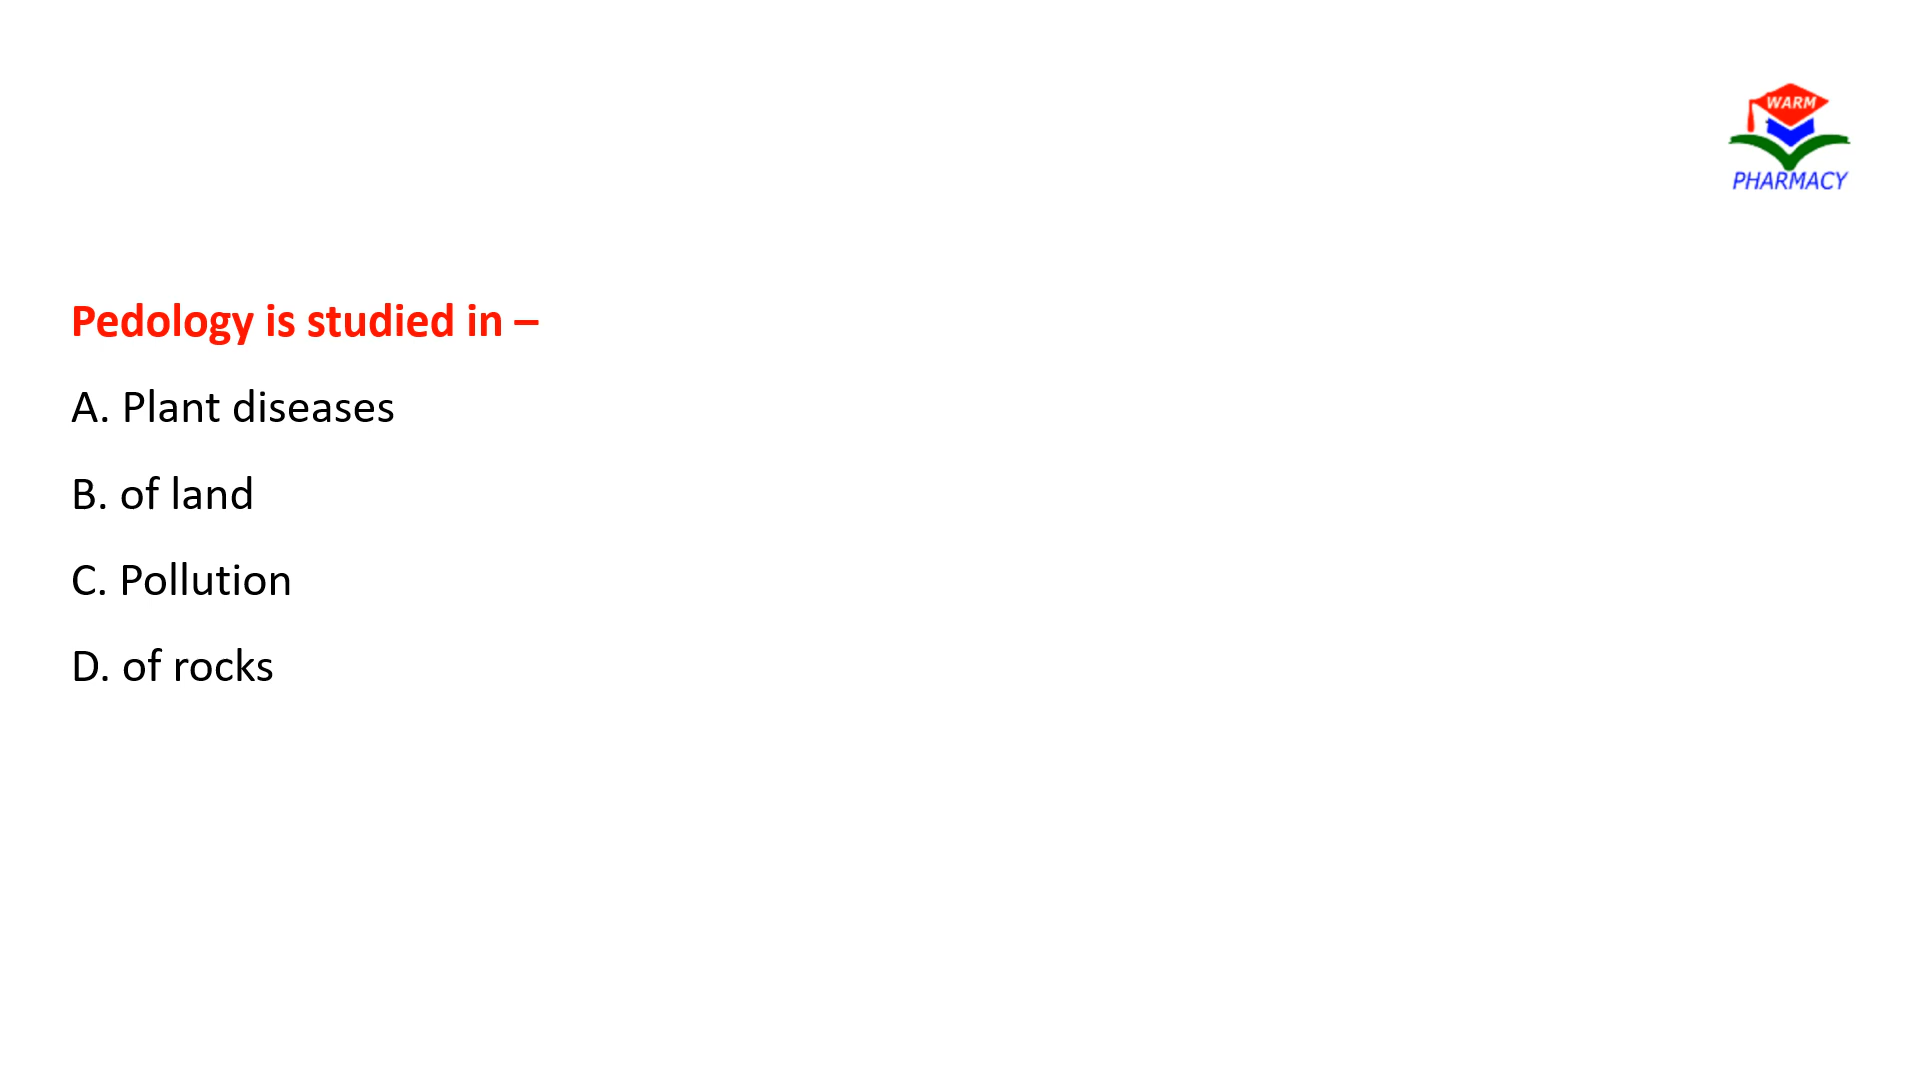 WARM
PHARMACY
Pedology is studied in –
A. Plant diseases
B. of land
C. Pollution
D. of rocks